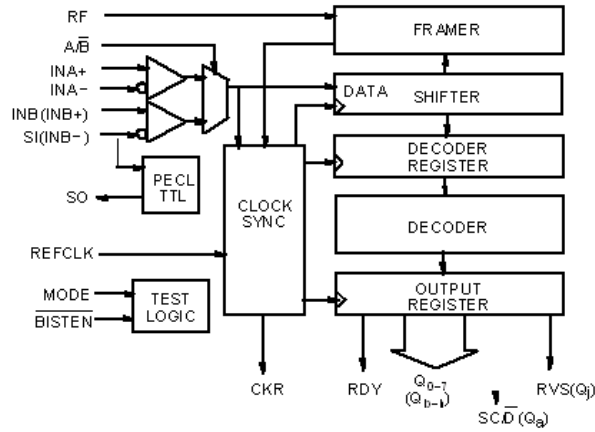 RF
FRAMER
A/B̅
INA+
INA−
DATA
SHIFTER
INB(INB+)
SI(INB−)
DECODER
REGISTER
PECL
TTL
SO
CLOCK
SYNC
DECODER
REFCLK
OUTPUT
REGISTER
MODE
TEST
LOGIC
B̅I̅S̅T̅E̅N̅
CKR
RDY
Q0-7
(Qb-h)
RVS(Qj)
SC/D̅(Qa)